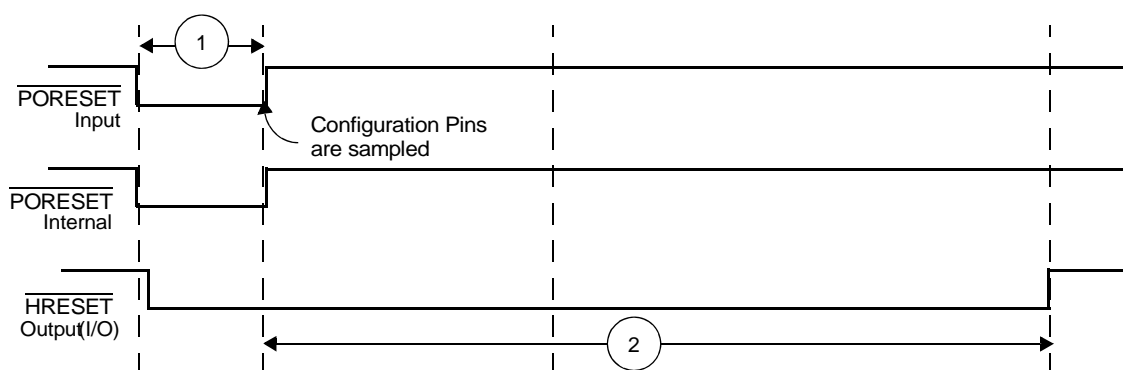 1
PORESET
Input
Configuration Pins
are sampled
PORESET
Internal
HRESET
Output(I/O)
2